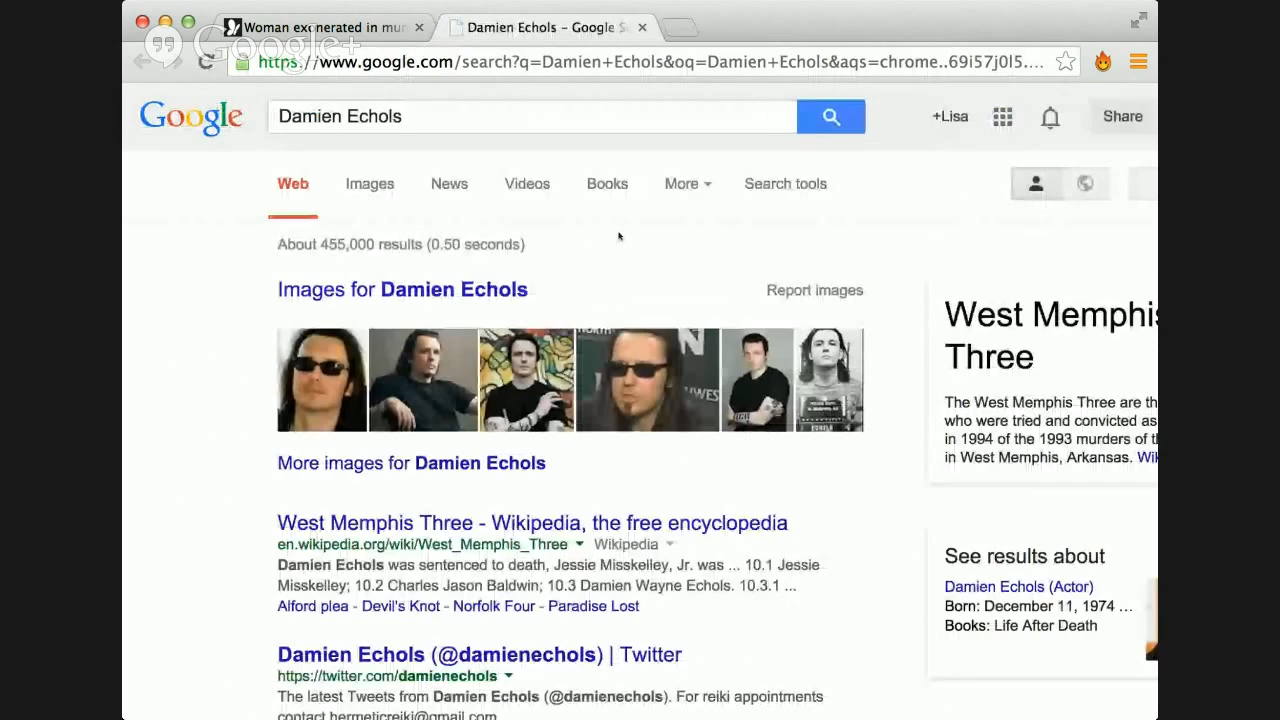 Woman exonerated in mur
Damien Echols - Google S
Google+
https://www.google.com/search?q=Damien+Echols&oq=Damien+Echols&aqs=chrome..69i57j0l5....
Google
Damien Echols
+Lisa
Share
Web
Images
News
Videos
Books
More
Search tools
About 455,000 results (0.50 seconds)
Images for Damien Echols
Report images
More images for Damien Echols
West Memphis Three - Wikipedia, the free encyclopedia
en.wikipedia.org/wiki/West_Memphis_Three Wikipedia
Damien Echols was sentenced to death, Jessie Misskelley, Jr. was ... 10.1 Jessie
Misskelley; 10.2 Charles Jason Baldwin; 10.3 Damien Wayne Echols. 10.3.1 ...
Alford plea - Devil's Knot - Norfolk Four - Paradise Lost
Damien Echols (@damienechols) | Twitter
https://twitter.com/damienechols
The latest Tweets from Damien Echols (@damienechols). For reiki appointments
contact hermeticreiki@gmail.com
West Memphis
Three
The West Memphis Three are th
who were tried and convicted as
in 1994 of the 1993 murders of t
in West Memphis, Arkansas. Wik
See results about
Damien Echols (Actor)
Born: December 11, 1974 ...
Books: Life After Death